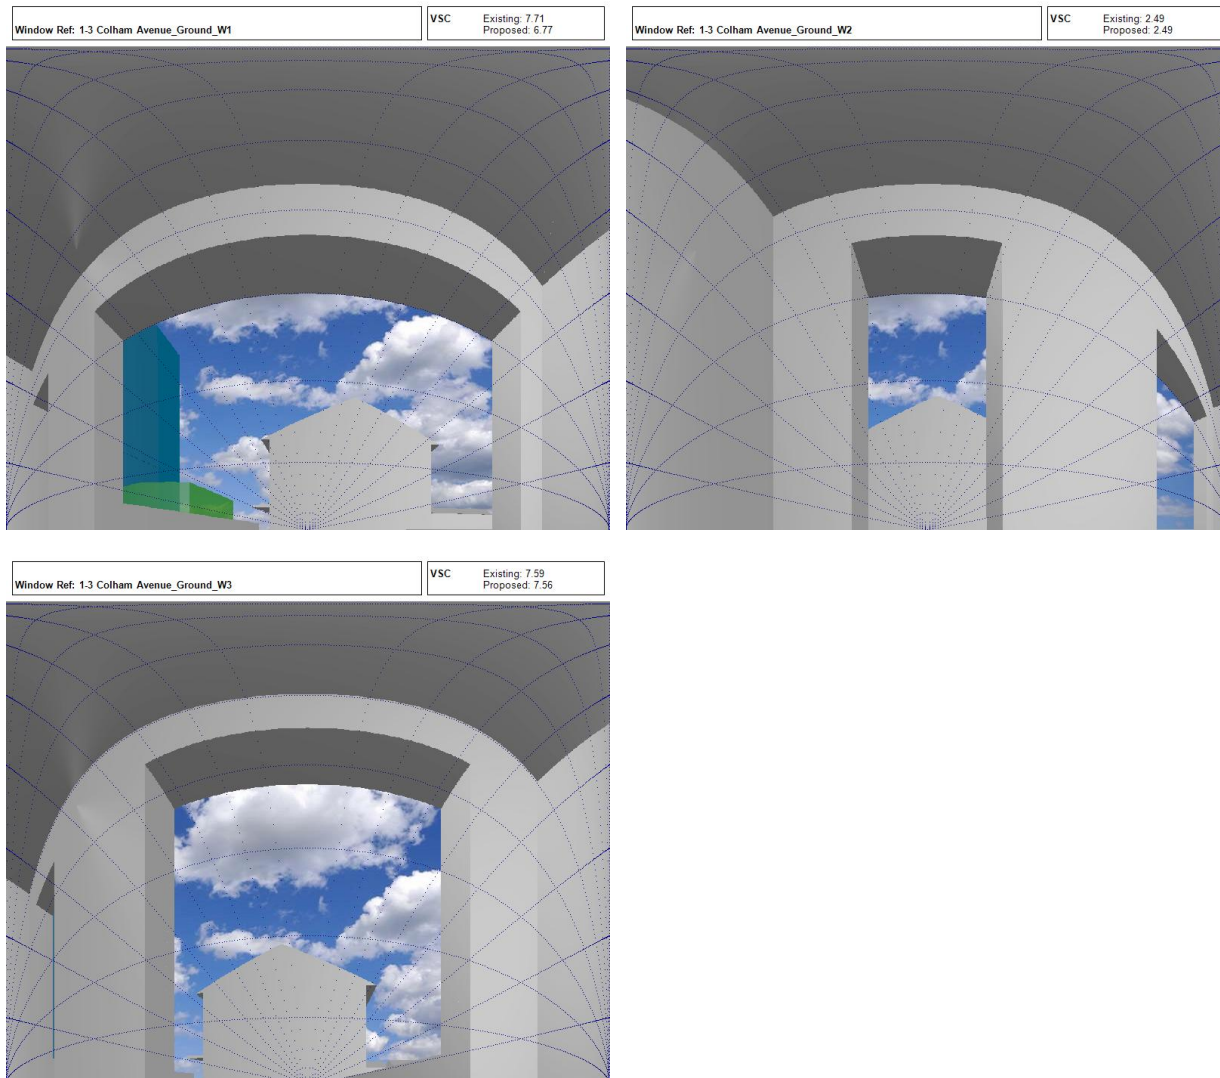 Window Ref: 1-3 Colham Avenue_Ground_W1
VSC Existing: 7.71
Proposed: 6.77
Window Ref: 1-3 Colham Avenue_Ground_W2
VSC Existing: 2.49
Proposed: 2.49
Window Ref: 1-3 Colham Avenue_Ground_W3
VSC Existing: 7.59
Proposed: 7.56